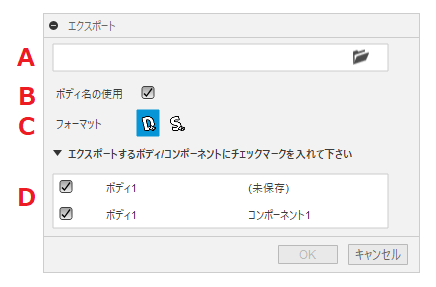 エクスポート
A
B ボディ名の使用
C フォーマット
▼ エクスポートするボディ/コンポーネントにチェックマークを入れて下さい
D
ボディ1 (未保存)
ボディ1 コンポーネント1
OK キャンセル